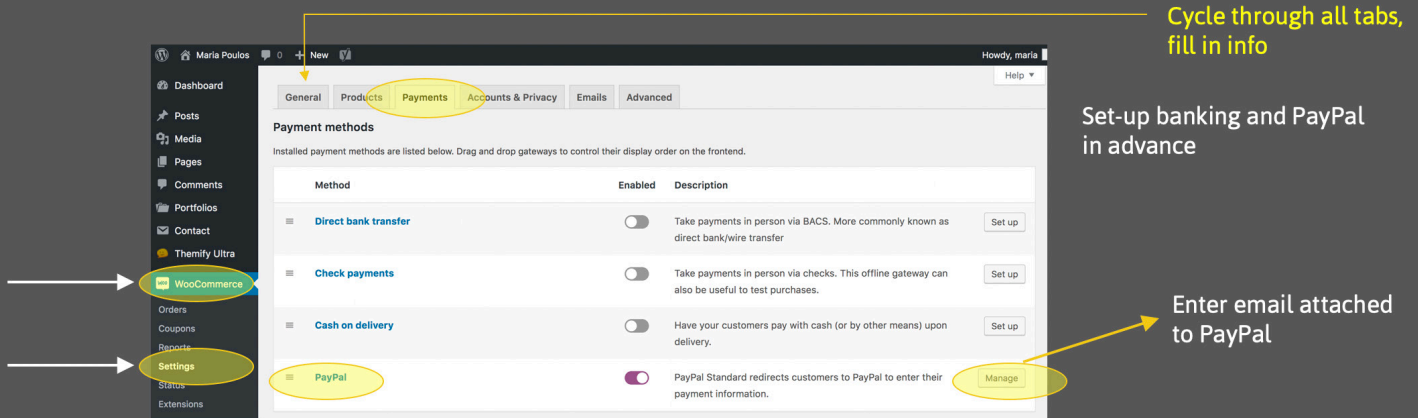 Cycle through all tabs,
fill in info
Maria Poulos 0 + New
Howdy, maria
Help
Dashboard
Posts
Media
Pages
Comments
Portfolios
Contact
Themify Ultra
WooCommerce
Orders
Coupons
Reports
Settings
Status
Extensions
General Products Payments Accounts & Privacy Emails Advanced
Payment methods
Installed payment methods are listed below. Drag and drop gateways to control their display order on the frontend.
Method Enabled Description
Direct bank transfer
Take payments in person via BACS. More commonly known as
direct bank/wire transfer
Set up
Check payments
Take payments in person via checks. This offline gateway can
also be useful to test purchases.
Set up
Cash on delivery
Have your customers pay with cash (or by other means) upon
delivery.
Set up
PayPal
PayPal Standard redirects customers to PayPal to enter their
payment information.
Manage
Set-up banking and PayPal
in advance
Enter email attached
to PayPal